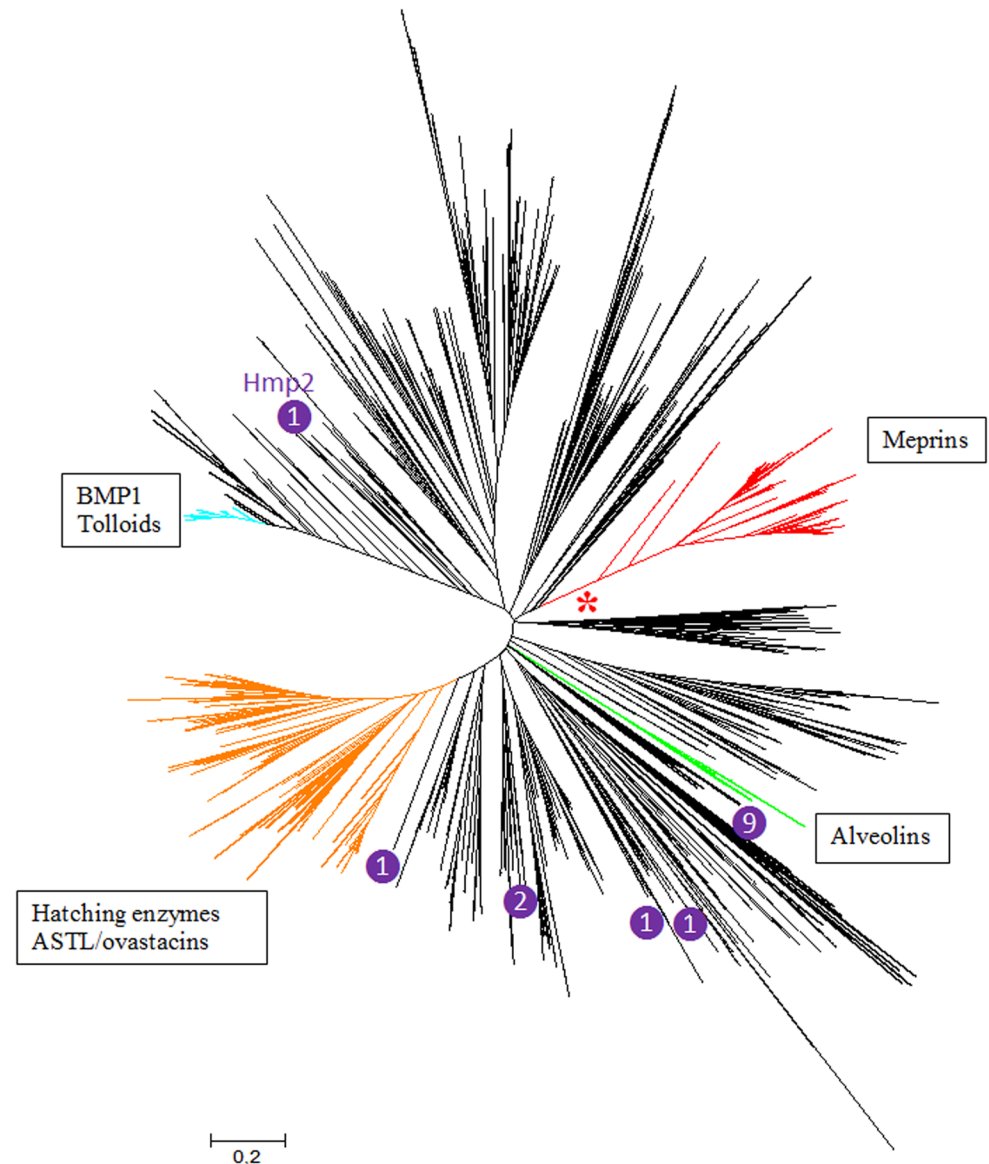 Hmp2
1
Meprins
BMP1
Tolloids
*
9
Alveolins
1
2
1
1
Hatching enzymes
ASTL/ovastacins
0.2